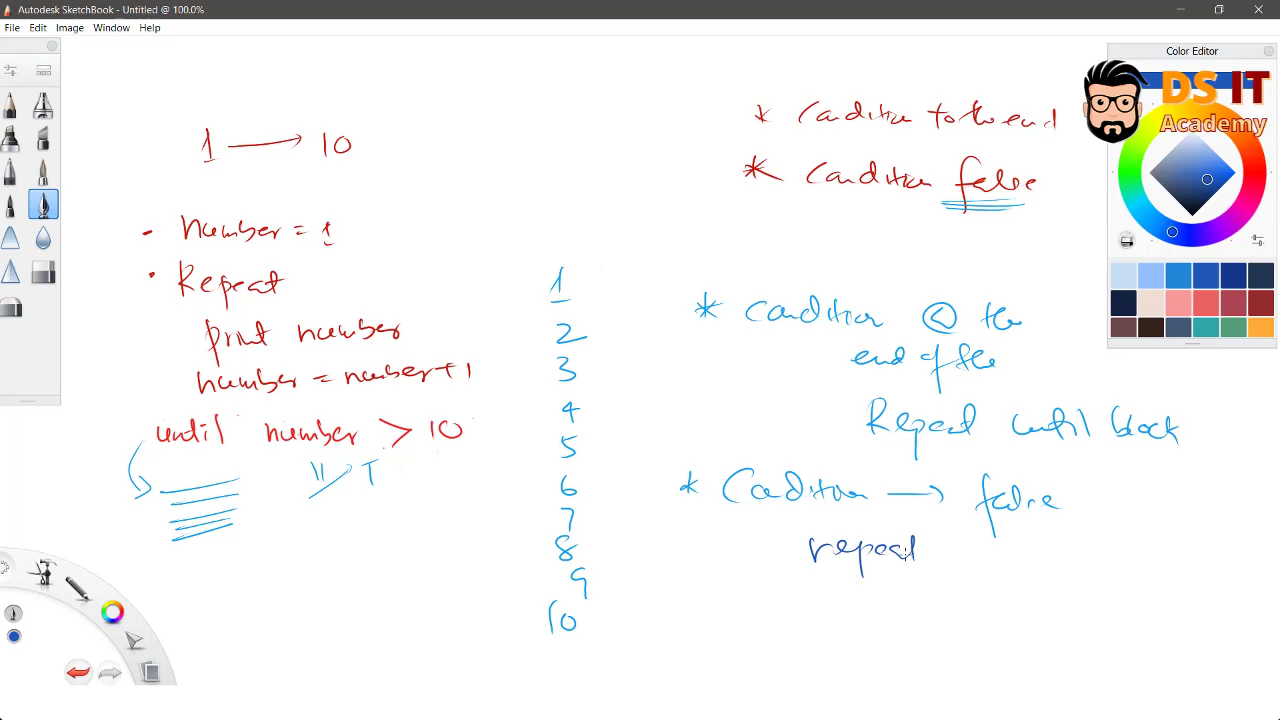 Autodesk SketchBook - Untitled @ 100.0%
File Edit Image Window Help
Color Editor
DS IT
Academy
1 → 10
• Number = 1
• Repeat
print number
number = number + 1
until number > 10
11 T
1
2
3
4
5
6
7
8
9
10
* Condition to the end
* Condition false
* Condition @ the
end of the
Repeat until block
* Condition → false
repeat